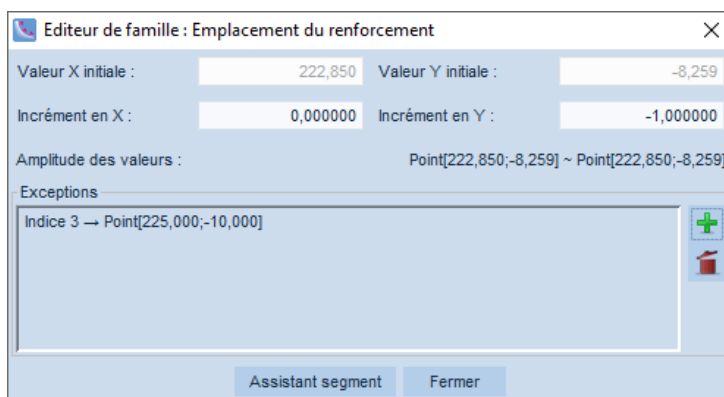 Editeur de famille : Emplacement du renforcement
Valeur X initiale : 222,850 Valeur Y initiale : -8,259
Incrément en X : 0,000000 Incrément en Y : -1,000000
Amplitude des valeurs : Point[222,850;-8,259] ~ Point[222,850;-8,259]
Exceptions
Indice 3 → Point[225,000;-10,000]
Assistant segment Fermer